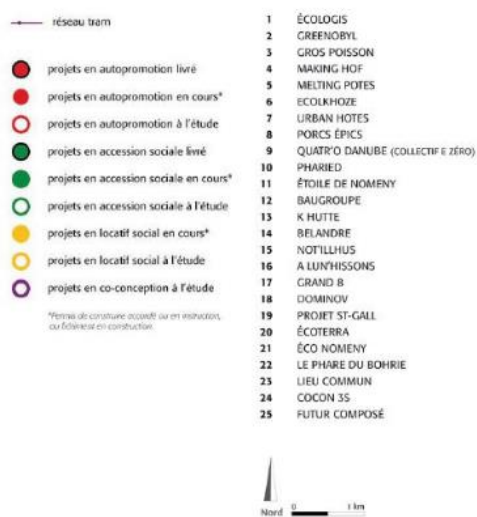 réseau tram
projets en autopromotion livré
projets en autopromotion en cours*
projets en autopromotion à l'étude
projets en accession sociale livré
projets en accession sociale en cours*
projets en accession sociale à l'étude
projets en locatif social en cours*
projets en locatif social à l'étude
projets en co-conception à l'étude
*Permis de construire accordé ou en instruction,
ou bâtiment en construction.
1 ÉCOLOGIS
2 GREENOBYL
3 GROS POISSON
4 MAKING HOF
5 MELTING POTES
6 ECOLKHOZE
7 URBAN HOTES
8 PORCS ÉPICS
9 QUATR'O DANUBE (COLLECTIF E ZÉRO)
10 PHARIED
11 ÉTOILE DE NOMENY
12 BAUGROUPE
13 K HUTTE
14 BELANDRE
15 NOT'ILLHUS
16 A LUN'HISSONS
17 GRAND 8
18 DOMINOV
19 PROJET ST-GALL
20 ÉCOTERRA
21 ÉCO NOMENY
22 LE PHARE DU BOHRIE
23 LIEU COMMUN
24 COCON 3S
25 FUTUR COMPOSÉ
Nord 0 1 km